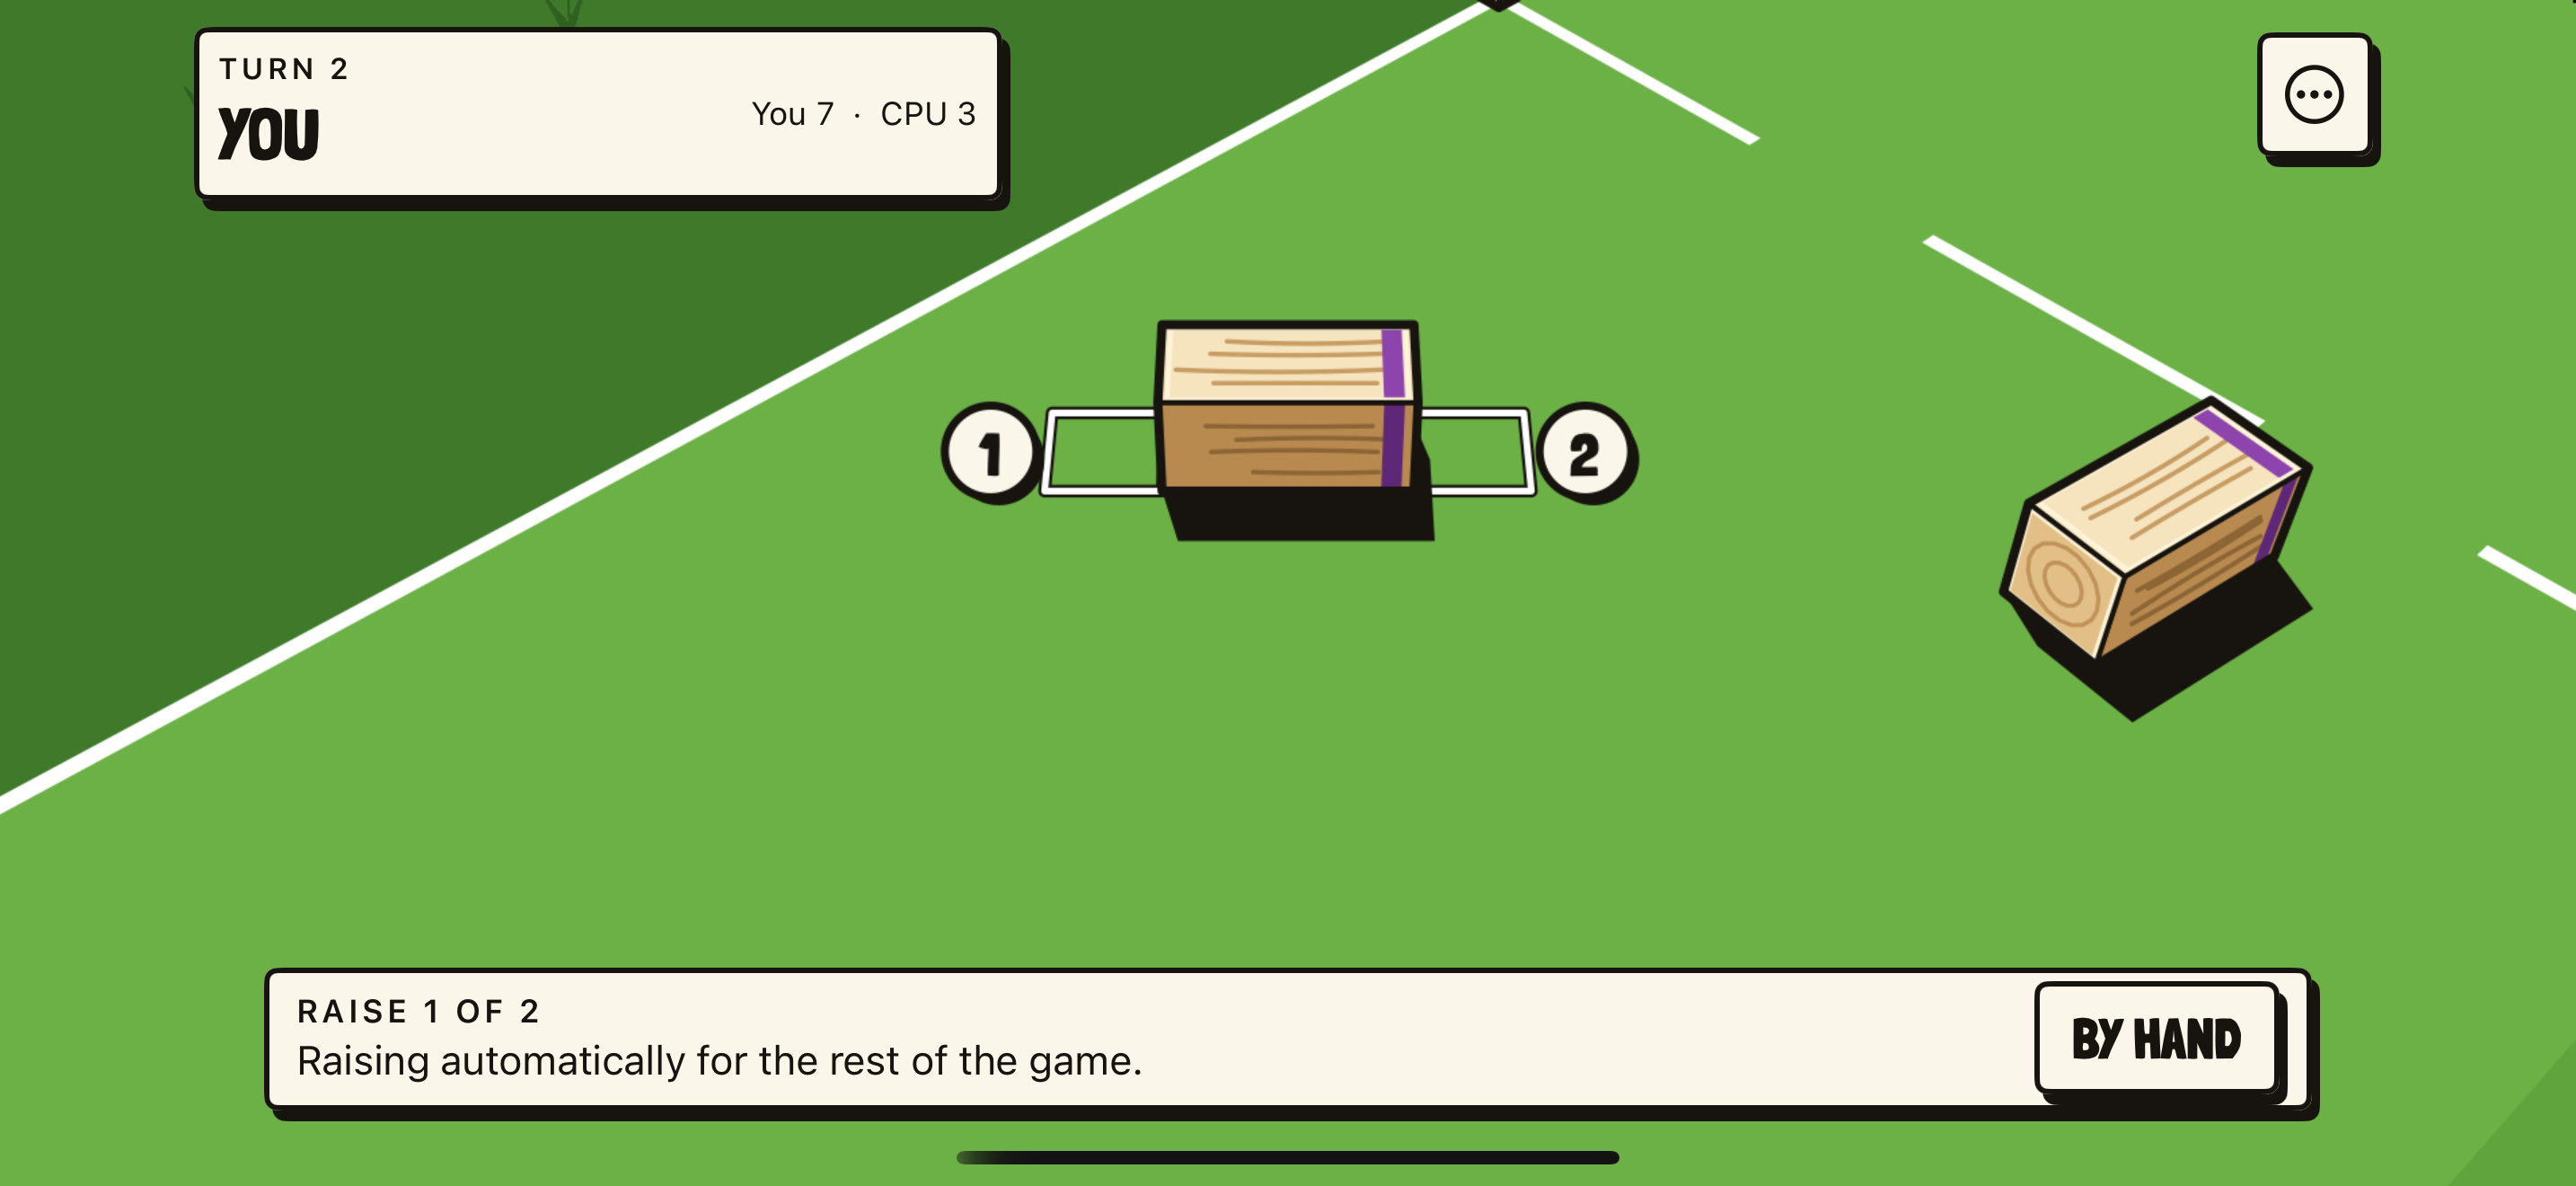 TURN 2
YOU
You 7 · CPU 3
1
2
RAISE 1 OF 2
Raising automatically for the rest of the game.
BY HAND